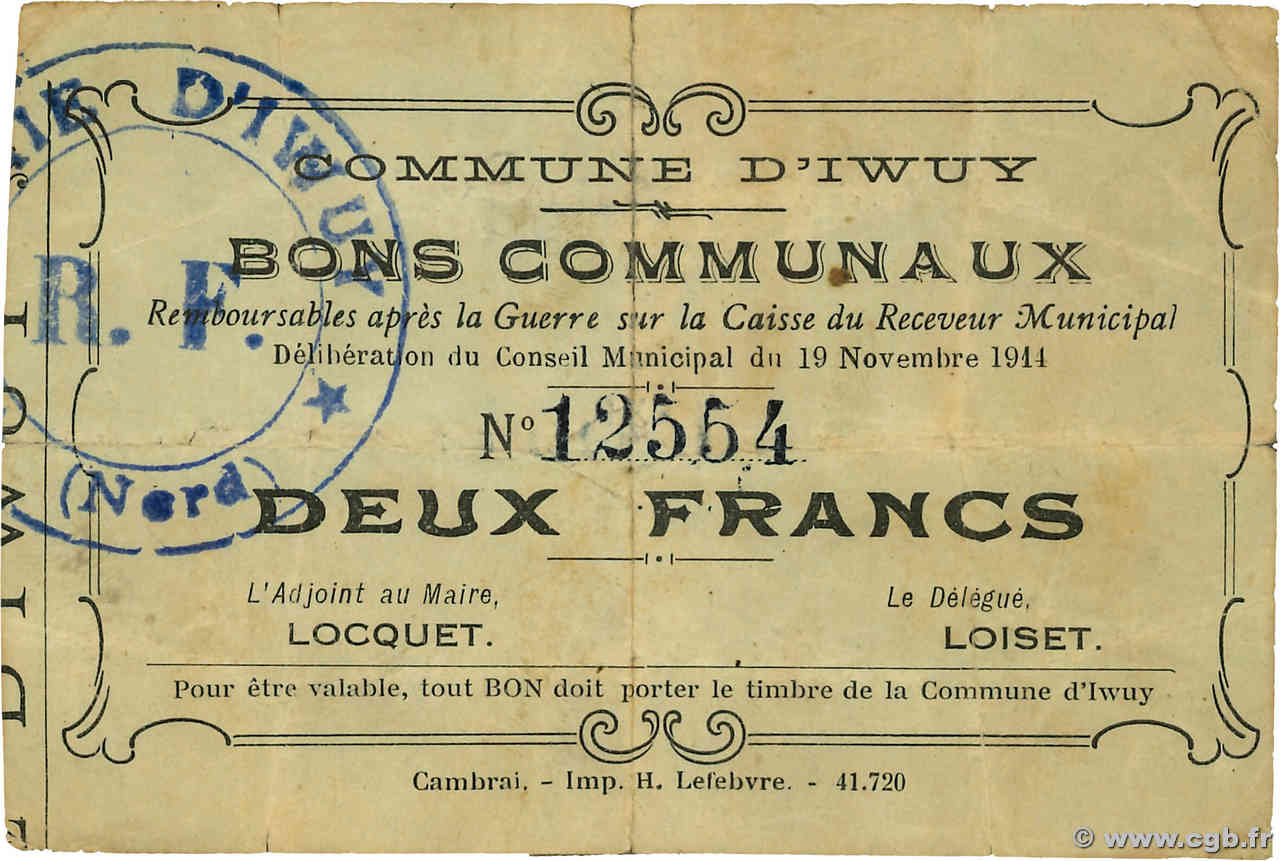 COMMUNE D'IWUY
BONS COMMUNAUX
Remboursables après la Guerre sur la Caisse du Receveur Municipal
Délibération du Conseil Municipal du 19 Novembre 1914
Nº 12554
DEUX FRANCS
L'Adjoint au Maire,
LOCQUET.
Le Délégué,
LOISET.
Pour être valable, tout BON doit porter le timbre de la Commune d'Iwuy
Cambrai. - Imp. H. Lefebvre. - 41.720
D'IWUY
R. F.
(Nord)
© www.cgb.fr